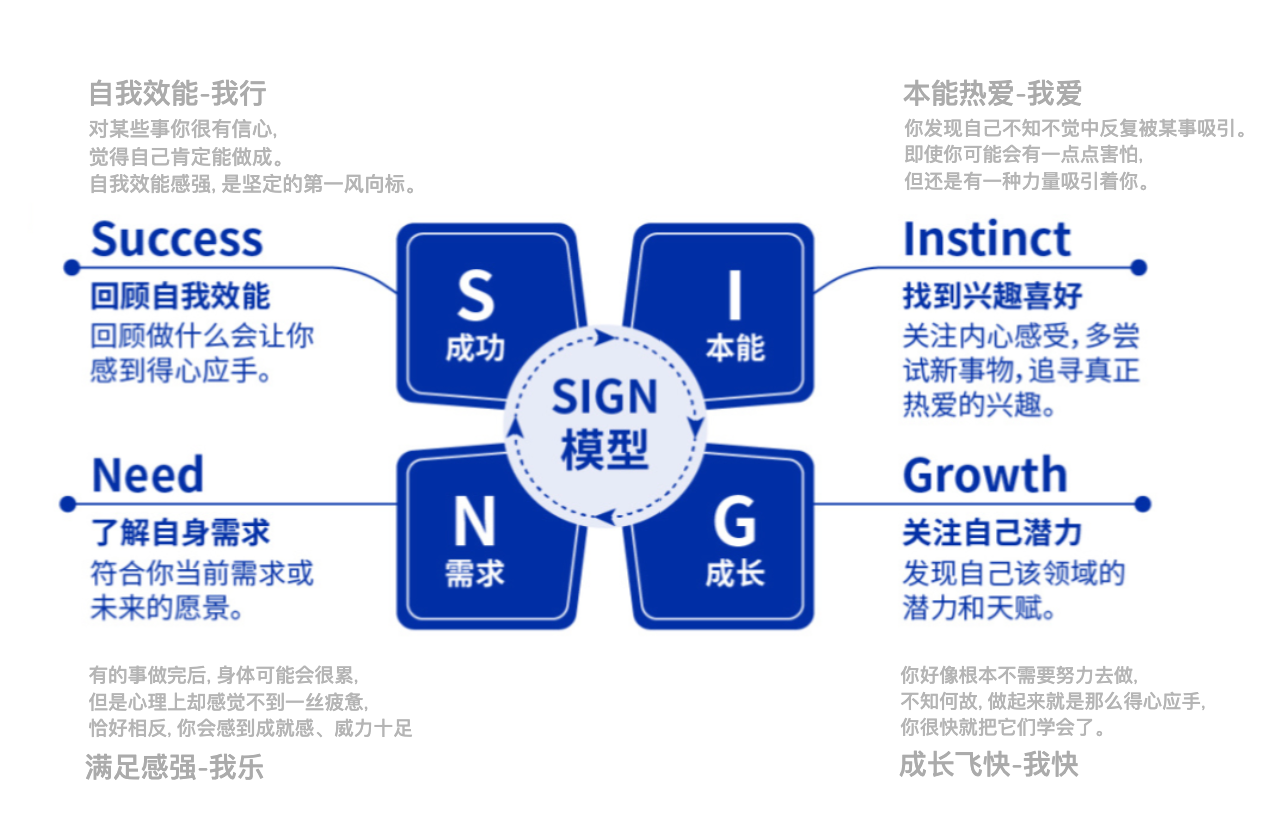 自我效能-我行
对某些事你很有信心,
觉得自己肯定能做成。
自我效能感强, 是坚定的第一风向标。
Success
回顾自我效能
回顾做什么会让你
感到得心应手。
S
成功
本能热爱-我爱
你发现自己不知不觉中反复被某事吸引。
即使你可能会有一点点害怕,
但还是有一种力量吸引着你。
Instinct
找到兴趣喜好
关注内心感受, 多尝
试新事物, 追寻真正
热爱的兴趣。
I
本能
SIGN
模型
Need
了解自身需求
符合你当前需求或
未来的愿景。
N
需求
有的事做完后, 身体可能会很累,
但是心理上却感觉不到一丝疲惫,
恰好相反, 你会感到成就感、威力十足
满足感强-我乐
Growth
关注自己潜力
发现自己该领域的
潜力和天赋。
G
成长
你好像根本不需要努力去做,
不知何故, 做起来就是那么得心应手,
你很快就把它们学会了。
成长飞快-我快